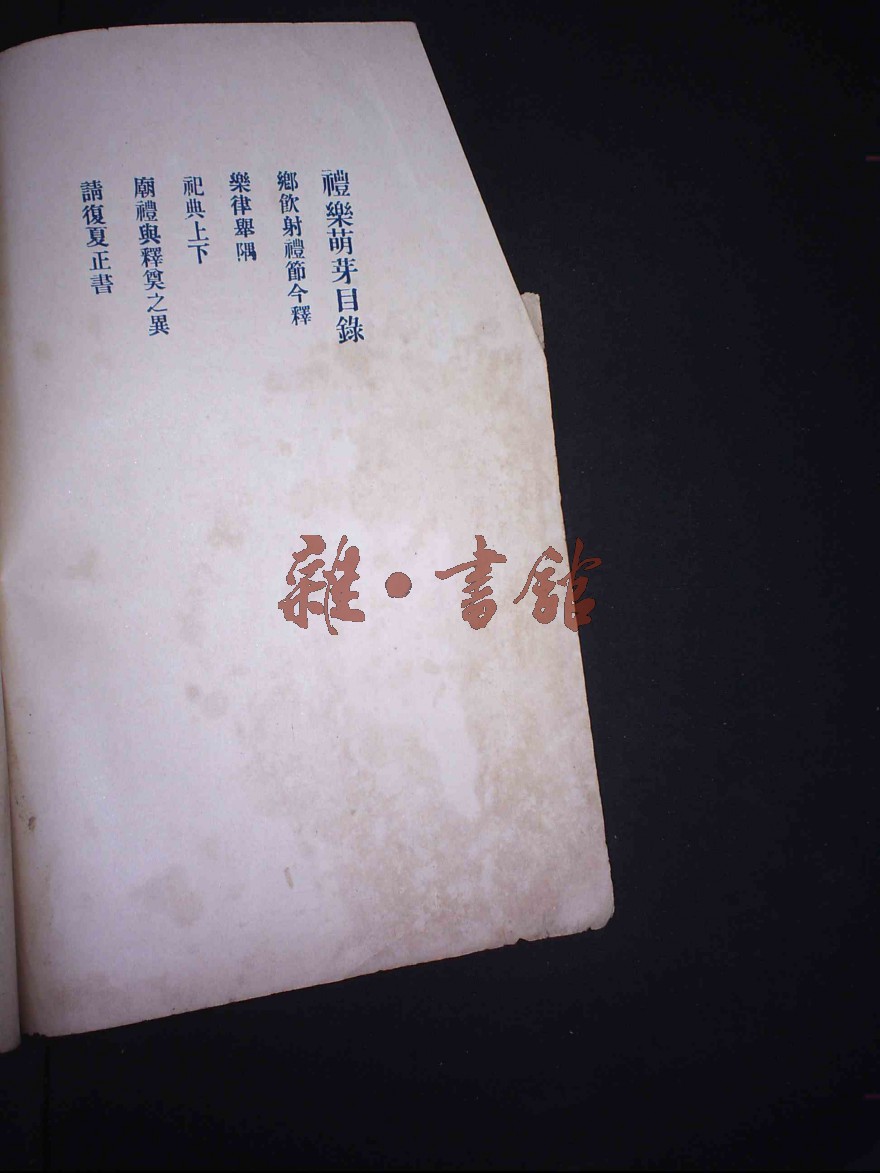 禮樂萌芽目錄
鄉飲射禮節今釋
樂律舉隅
祀典上下
廟禮與釋奠之異
請復夏正書
雜·書館